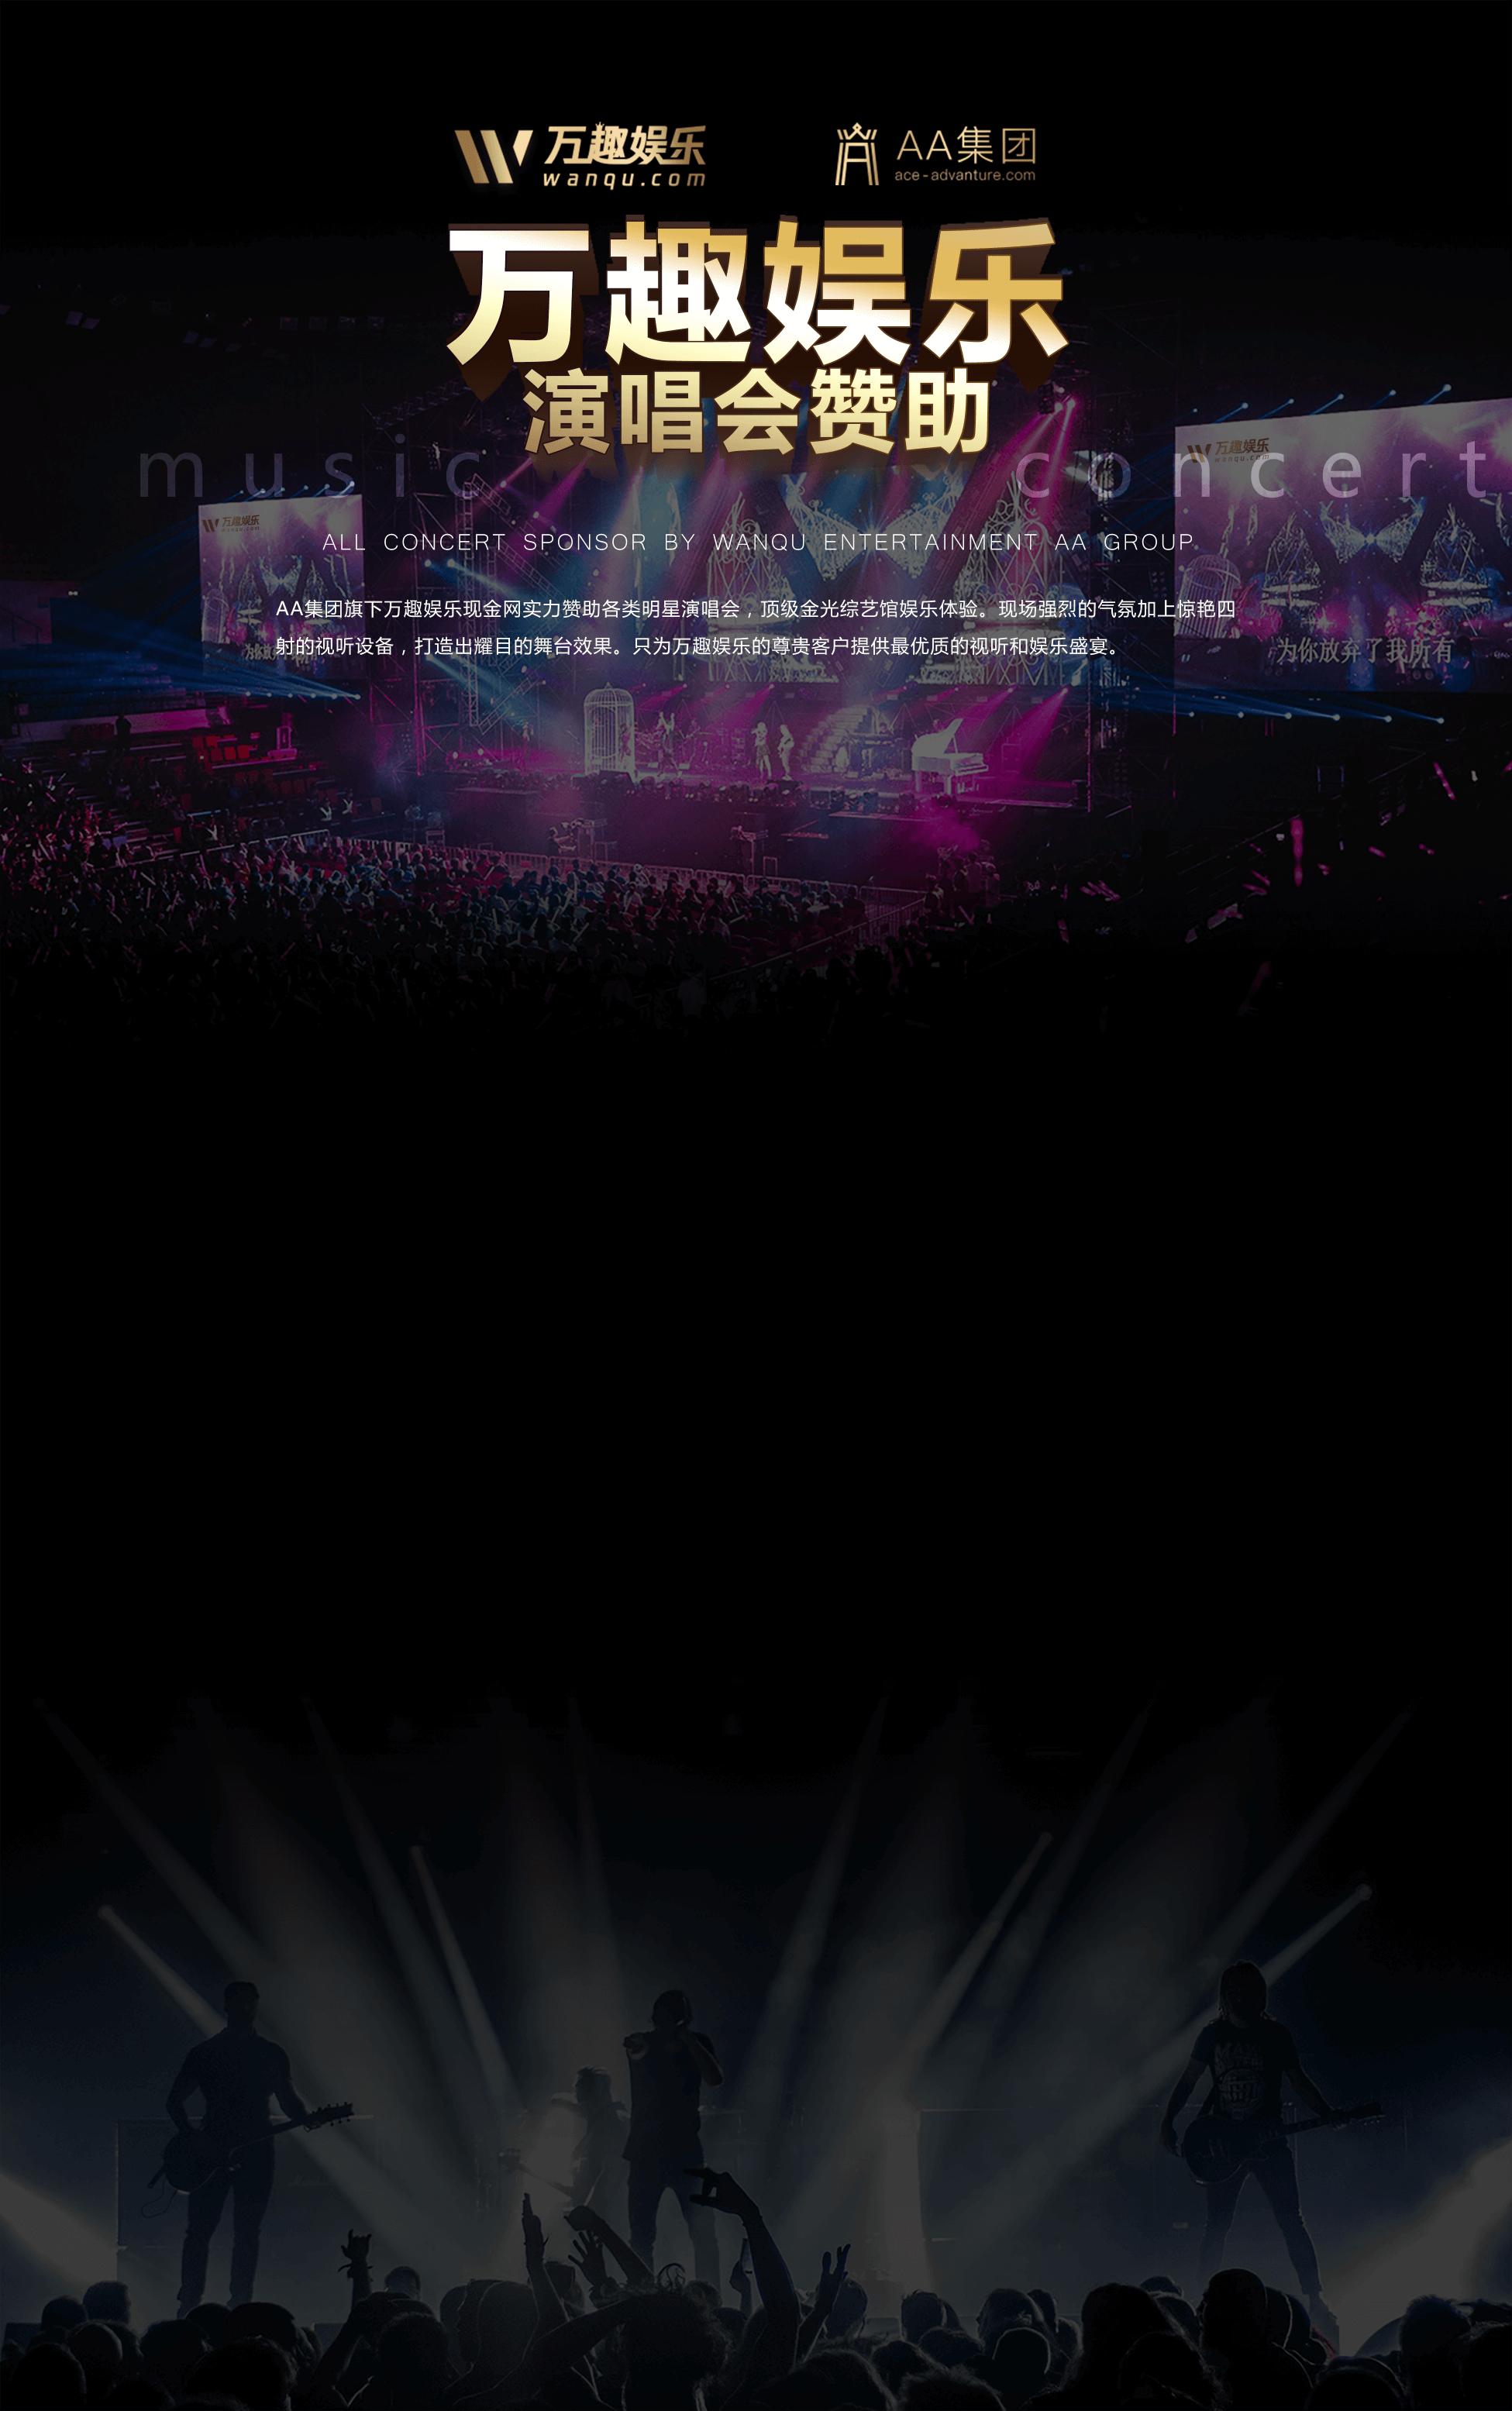 万趣娱乐
wanqu.com
AA集团
ace-advanture.com
万趣娱乐
演唱会赞助
music concert
万趣娱乐
wanqu.com
万趣娱乐
ALL CONCERT SPONSOR BY WANQU ENTERTAINMENT AA GROUP
AA集团旗下万趣娱乐现金网实力赞助各类明星演唱会，顶级金光综艺馆娱乐体验。现场强烈的气氛加上惊艳四
射的视听设备，打造出耀目的舞台效果。只为万趣娱乐的尊贵客户提供最优质的视听和娱乐盛宴。
为你放弃了我所有